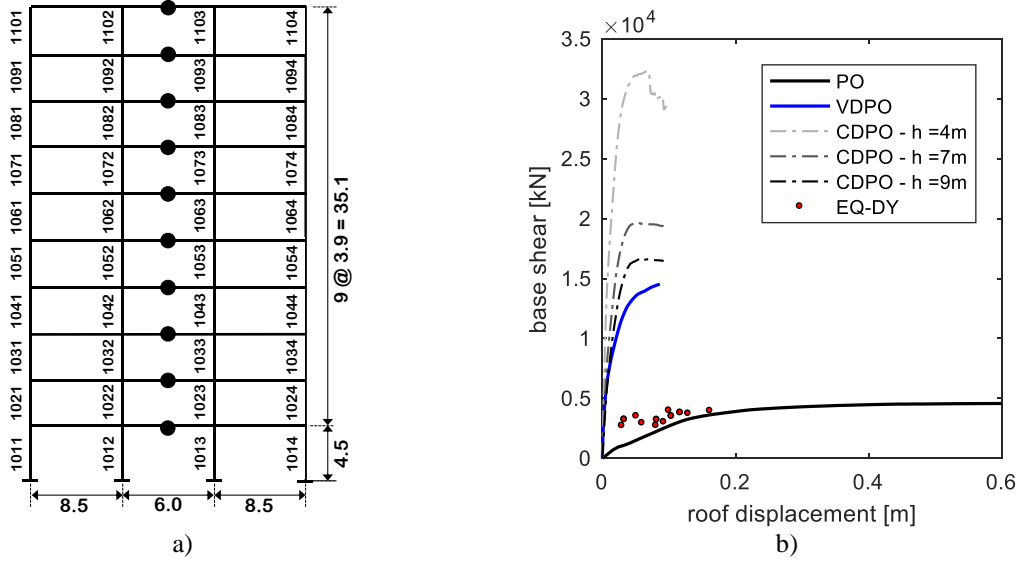 1101 1102 1103 1104
1091 1092 1093 1094
1081 1082 1083 1084
1071 1072 1073 1074
1061 1062 1063 1064
1051 1052 1053 1054
1041 1042 1043 1044
1031 1032 1033 1034
1021 1022 1023 1024
1011 1012 1013 1014
9 @ 3.9 = 35.1
4.5
8.5 6.0 8.5
a)
×10⁴
3.5
3
2.5
2
1.5
1
0.5
0
base shear [kN]
PO
VDPO
CDPO - h =4m
CDPO - h =7m
CDPO - h =9m
EQ-DY
0 0.2 0.4 0.6
roof displacement [m]
b)